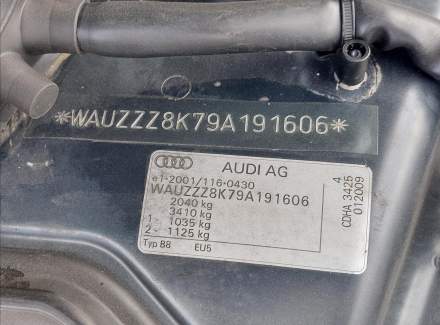 *WAUZZZ8K79A191606*
AUDI AG
e1*2001/116*0430
WAUZZZ8K79A191606
2040 kg
3410 kg
1- 1035 kg
2- 1125 kg
Typ B8 EU5
4
CDHA 3425
012009